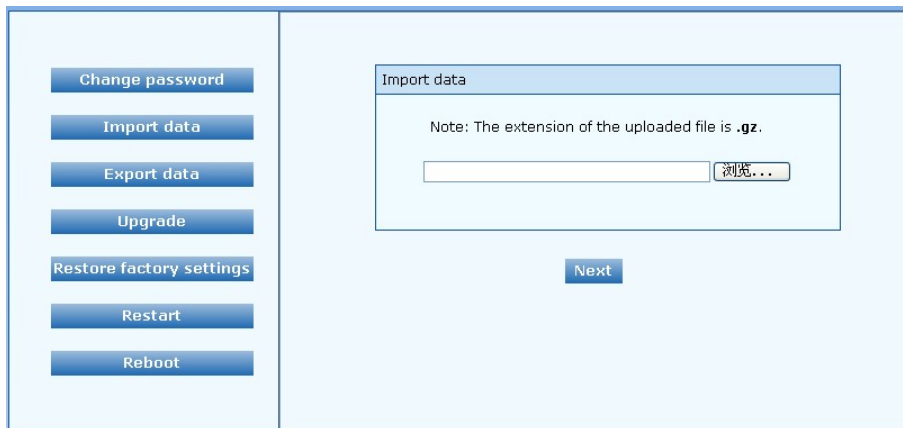 Change password
Import data
Export data
Upgrade
Restore factory settings
Restart
Reboot
Import data
Note: The extension of the uploaded file is .gz.
浏览...
Next